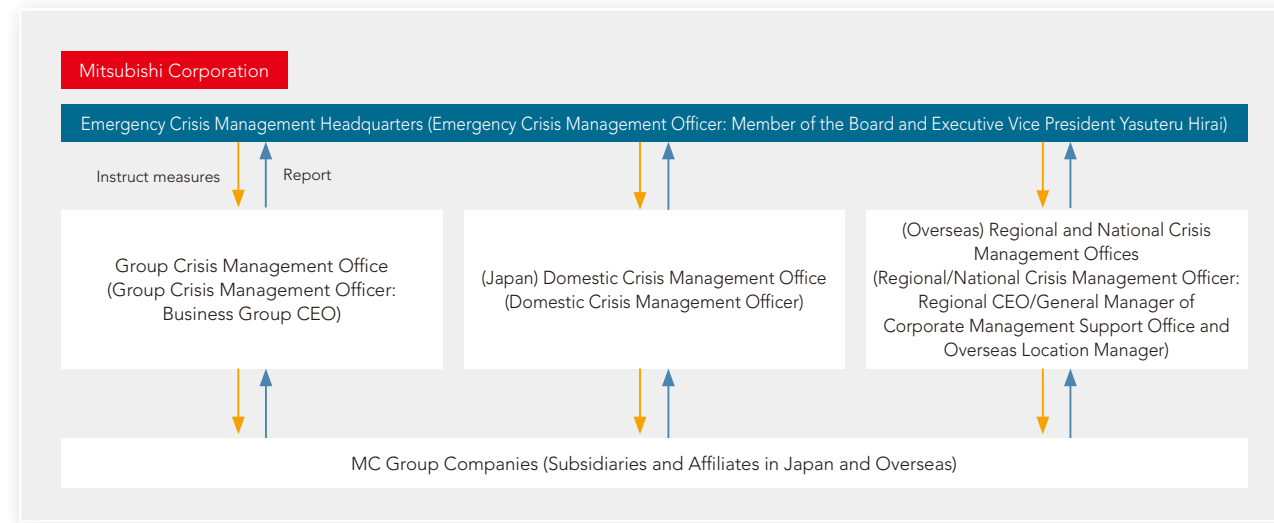 Mitsubishi Corporation
Emergency Crisis Management Headquarters (Emergency Crisis Management Officer: Member of the Board and Executive Vice President Yasuteru Hirai)
Instruct measures
Report
Group Crisis Management Office
(Group Crisis Management Officer:
Business Group CEO)
(Japan) Domestic Crisis Management Office
(Domestic Crisis Management Officer)
(Overseas) Regional and National Crisis
Management Offices
(Regional/National Crisis Management Officer:
Regional CEO/General Manager of
Corporate Management Support Office and
Overseas Location Manager)
MC Group Companies (Subsidiaries and Affiliates in Japan and Overseas)